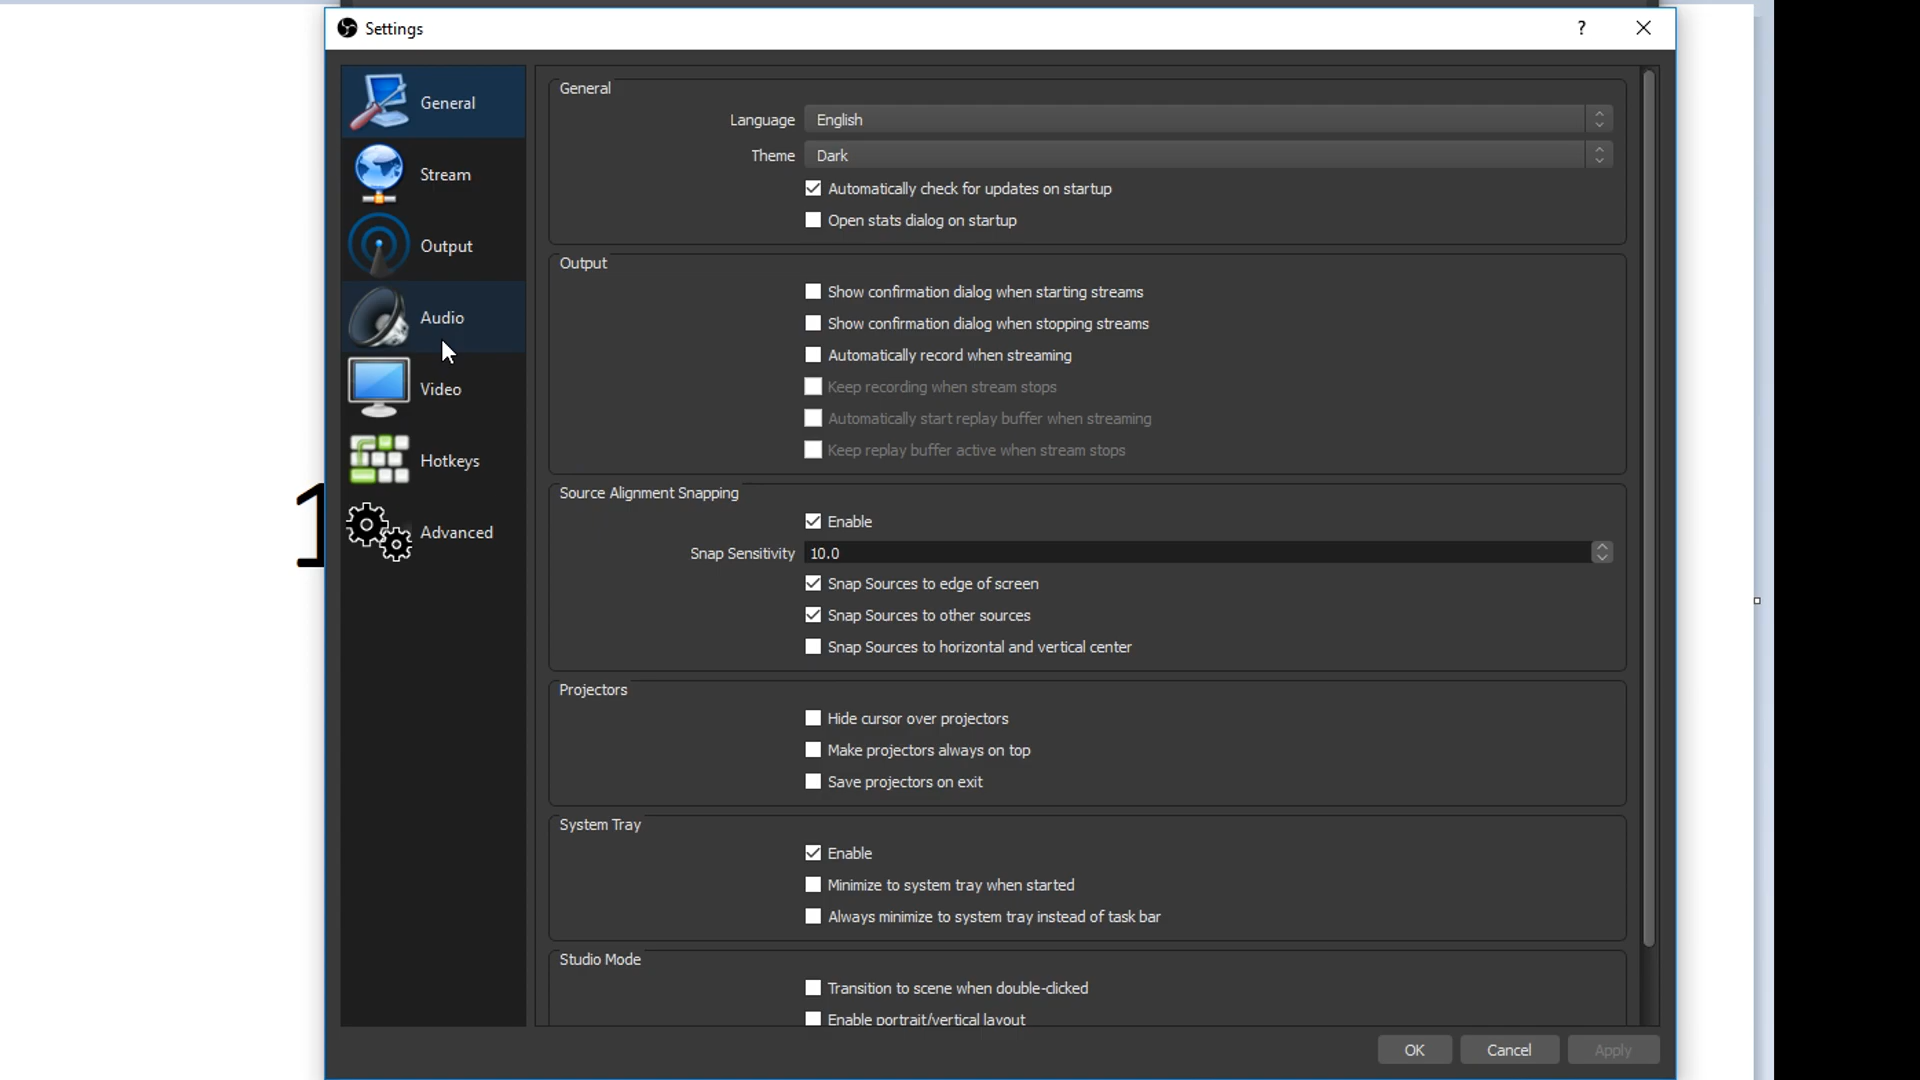 Settings
?
General
Stream
Output
Audio
Video
Hotkeys
Advanced
1
General
Language English
Theme Dark
Automatically check for updates on startup
Open stats dialog on startup
Output
Show confirmation dialog when starting streams
Show confirmation dialog when stopping streams
Automatically record when streaming
Keep recording when stream stops
Automatically start replay buffer when streaming
Keep replay buffer active when stream stops
Source Alignment Snapping
Enable
Snap Sensitivity 10.0
Snap Sources to edge of screen
Snap Sources to other sources
Snap Sources to horizontal and vertical center
Projectors
Hide cursor over projectors
Make projectors always on top
Save projectors on exit
System Tray
Enable
Minimize to system tray when started
Always minimize to system tray instead of task bar
Studio Mode
Transition to scene when double-clicked
Enable portrait/vertical layout
OK Cancel Apply